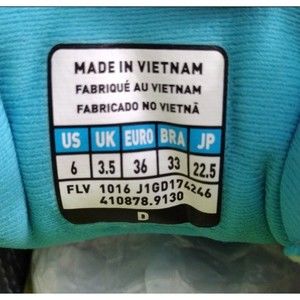 MADE IN VIETNAM
FABRIQUÉ AU VIETNAM
FABRICADO NO VIETNÃ
US UK EURO BRA JP
6 3.5 36 33 22.5
FLV 1016 J1GD174246
410878.9130
D